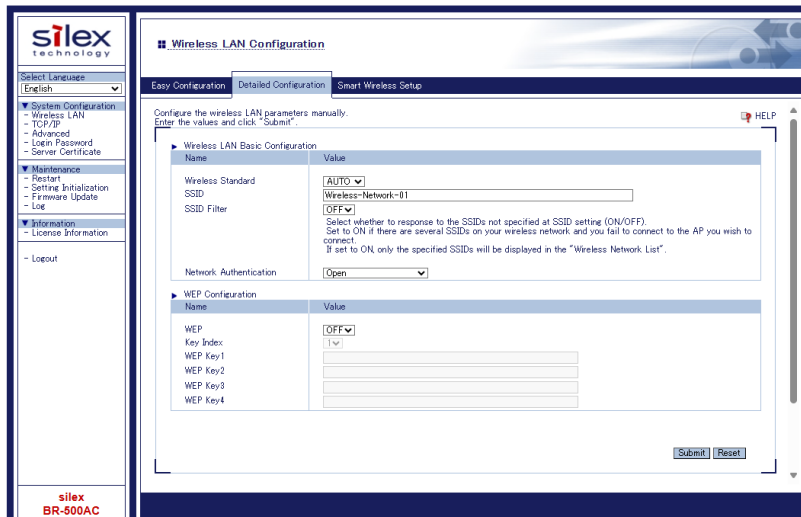 silex
technology
Select Language
English
▼ System Configuration
- Wireless LAN
- TCP/IP
- Advanced
- Login Password
- Server Certificate
▼ Maintenance
- Restart
- Setting Initialization
- Firmware Update
- Log
▼ Information
- License Information
- Logout
silex
BR-500AC
Wireless LAN Configuration
Easy Configuration Detailed Configuration Smart Wireless Setup
Configure the wireless LAN parameters manually.
Enter the values and click "Submit".
HELP
▶ Wireless LAN Basic Configuration
Name Value
Wireless Standard AUTO
SSID Wireless-Network-01
SSID Filter OFF
Select whether to response to the SSIDs not specified at SSID setting (ON/OFF).
Set to ON if there are several SSIDs on your wireless network and you fail to connect to the AP you wish to
connect.
If set to ON, only the specified SSIDs will be displayed in the "Wireless Network List".
Network Authentication Open
▶ WEP Configuration
Name Value
WEP OFF
Key Index 1
WEP Key1
WEP Key2
WEP Key3
WEP Key4
Submit Reset